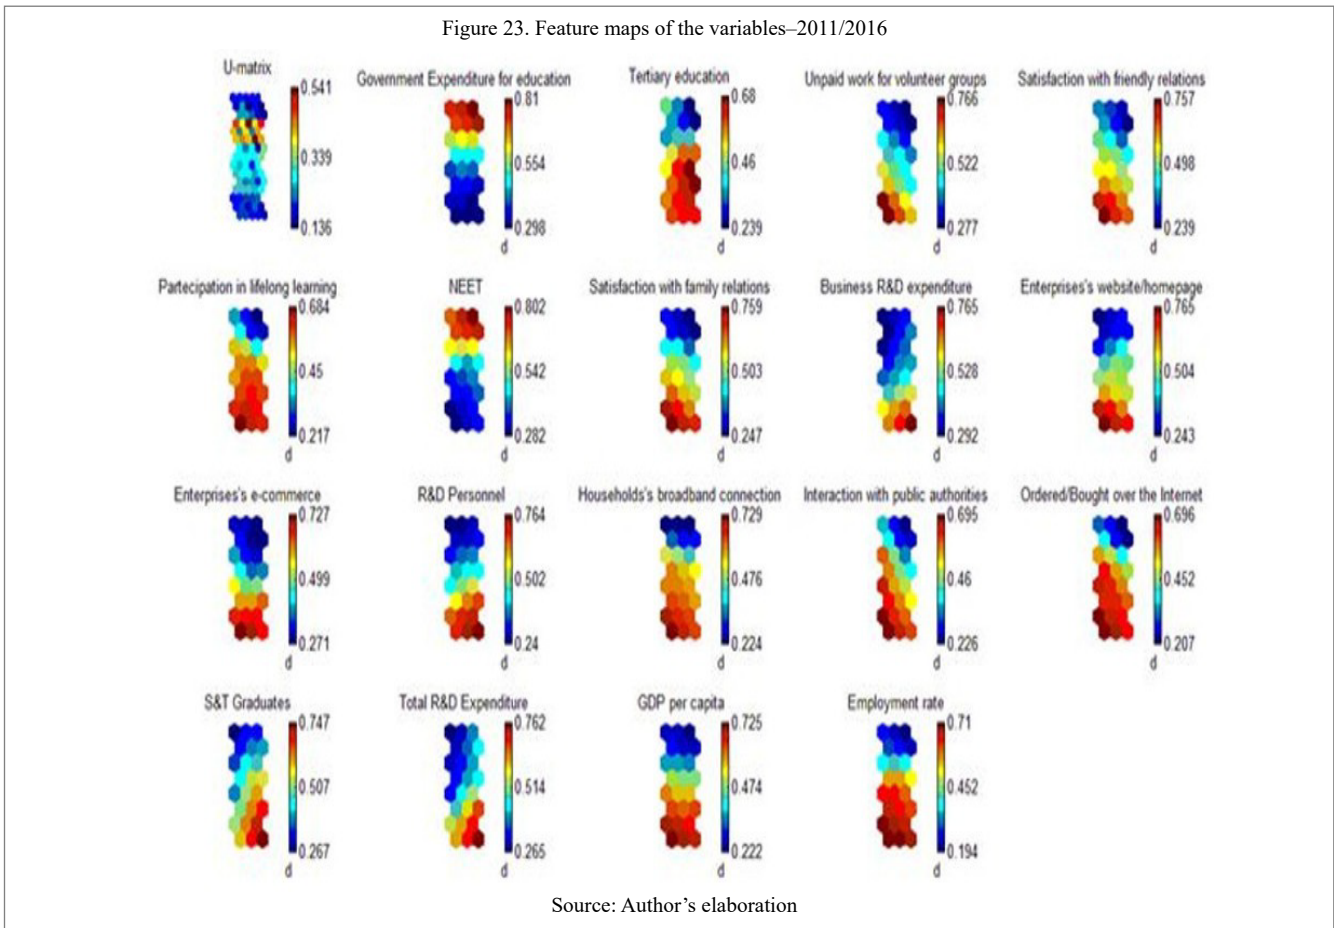 Figure 23. Feature maps of the variables–2011/2016
U-matrix
0.541
0.339
0.136
Government Expenditure for education
0.81
0.554
0.298
d
Tertiary education
0.68
0.46
0.239
d
Unpaid work for volunteer groups
0.766
0.522
0.277
d
Satisfaction with friendly relations
0.757
0.498
0.239
d
Partecipation in lifelong learning
0.684
0.45
0.217
d
NEET
0.802
0.542
0.282
d
Satisfaction with family relations
0.759
0.503
0.247
d
Business R&D expenditure
0.765
0.528
0.292
d
Enterprises's website/homepage
0.765
0.504
0.243
d
Enterprises's e-commerce
0.727
0.499
0.271
d
R&D Personnel
0.764
0.502
0.24
d
Households's broadband connection
0.729
0.476
0.224
d
Interaction with public authorities
0.695
0.46
0.226
d
Ordered/Bought over the Internet
0.696
0.452
0.207
d
S&T Graduates
0.747
0.507
0.267
d
Total R&D Expenditure
0.762
0.514
0.265
d
GDP per capita
0.725
0.474
0.222
d
Employment rate
0.71
0.452
0.194
d
Source: Author’s elaboration